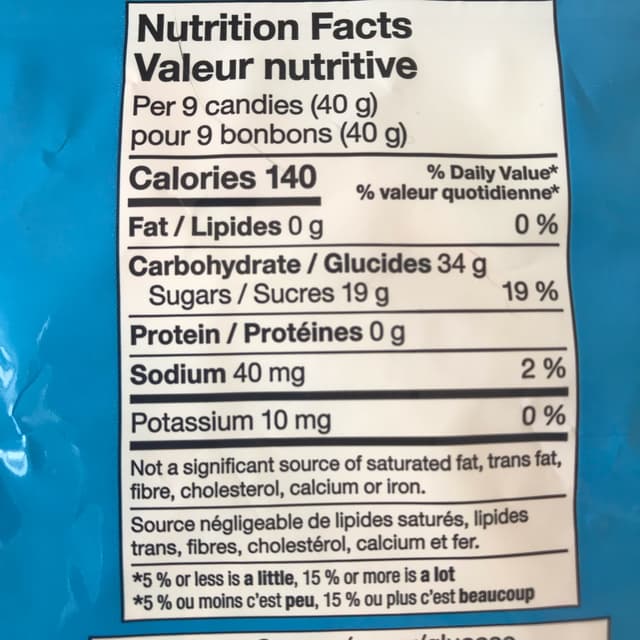 Nutrition Facts
Valeur nutritive
Per 9 candies (40 g)
pour 9 bonbons (40 g)
Calories 140
% Daily Value*
% valeur quotidienne*
Fat / Lipides 0 g 0 %
Carbohydrate / Glucides 34 g
Sugars / Sucres 19 g 19 %
Protein / Protéines 0 g
Sodium 40 mg 2 %
Potassium 10 mg 0 %
Not a significant source of saturated fat, trans fat,
fibre, cholesterol, calcium or iron.
Source négligeable de lipides saturés, lipides
trans, fibres, cholestérol, calcium et fer.
*5 % or less is a little, 15 % or more is a lot
*5 % ou moins c'est peu, 15 % ou plus c'est beaucoup